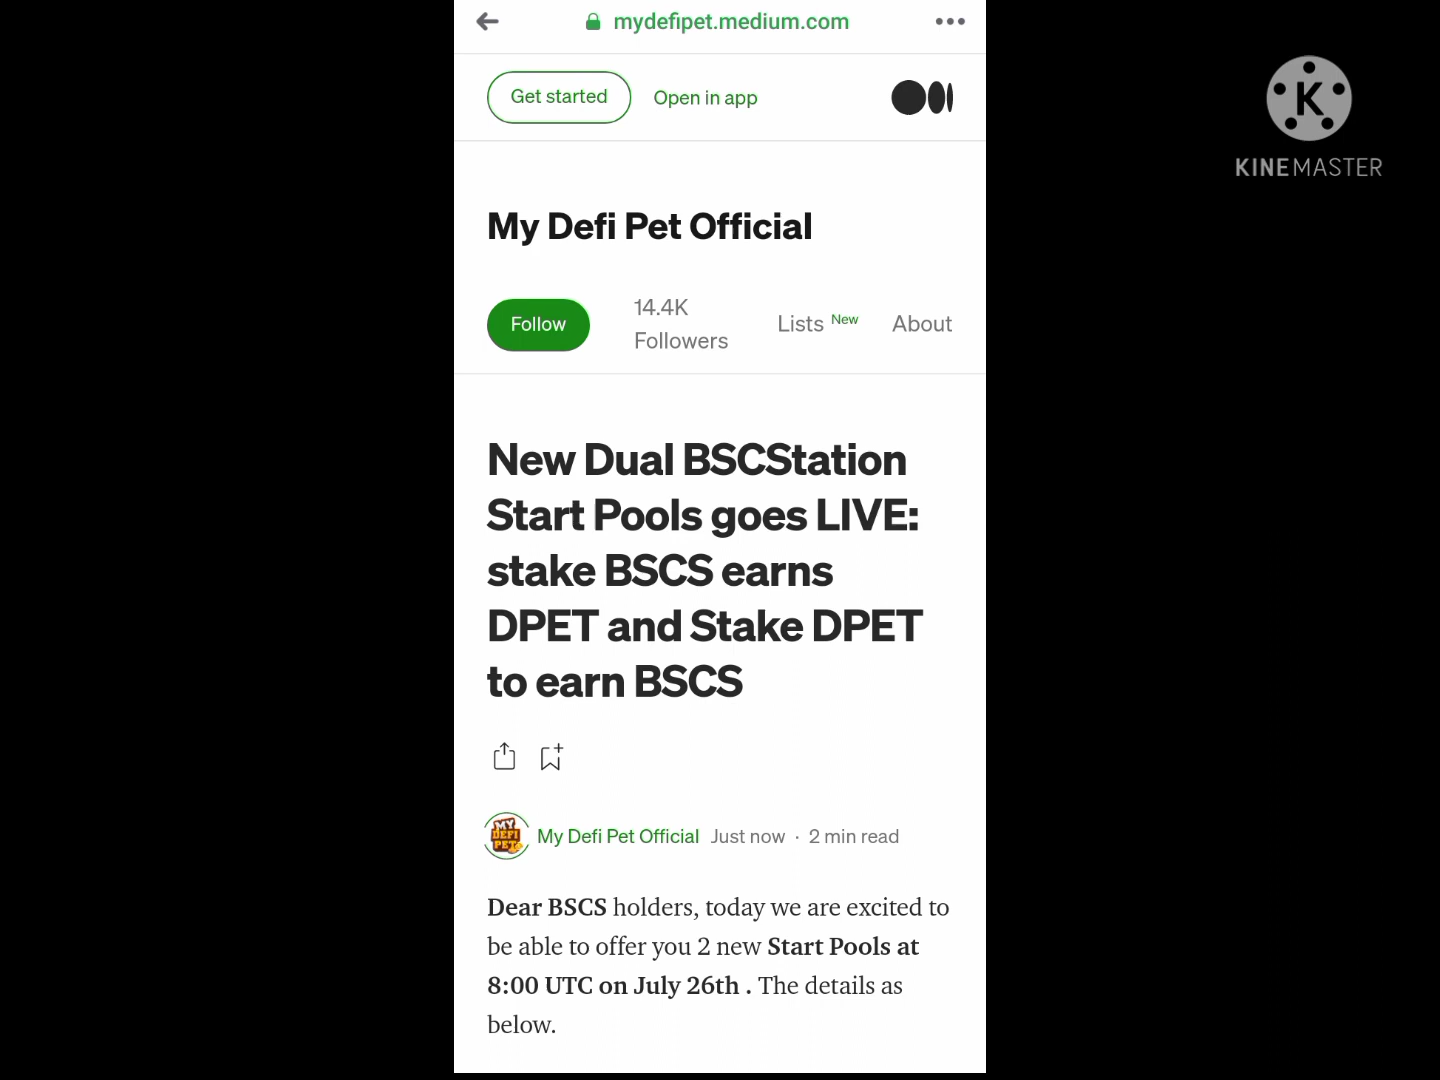 mydefipet.medium.com
Get started
Open in app
K
KINEMASTER
My Defi Pet Official
Follow
14.4K
Followers
Lists New
About
New Dual BSCStation
Start Pools goes LIVE:
stake BSCS earns
DPET and Stake DPET
to earn BSCS
MY
DEFI
PET
My Defi Pet Official Just now · 2 min read
Dear BSCS holders, today we are excited to
be able to offer you 2 new Start Pools at
8:00 UTC on July 26th . The details as
below.